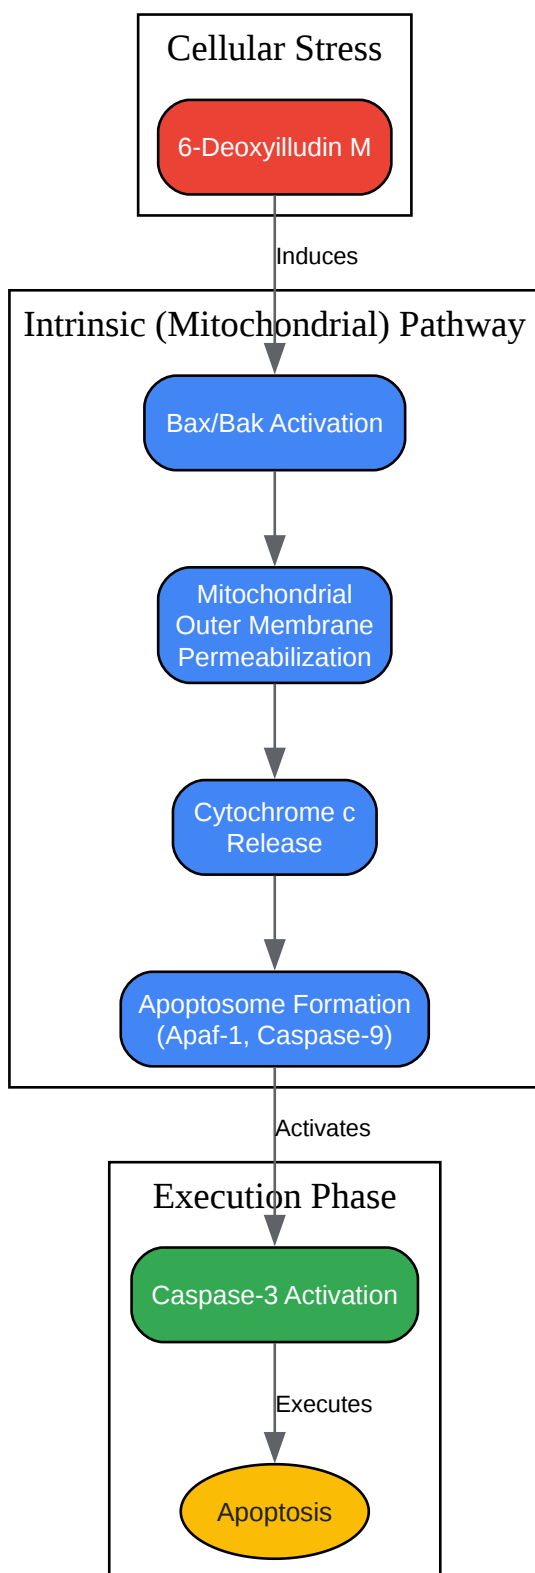 Cellular Stress
6-Deoxyilludin M
Induces
Intrinsic (Mitochondrial) Pathway
Bax/Bak Activation
Mitochondrial
Outer Membrane
Permeabilization
Cytochrome c
Release
Apoptosome Formation
(Apaf-1, Caspase-9)
Activates
Execution Phase
Caspase-3 Activation
Executes
Apoptosis